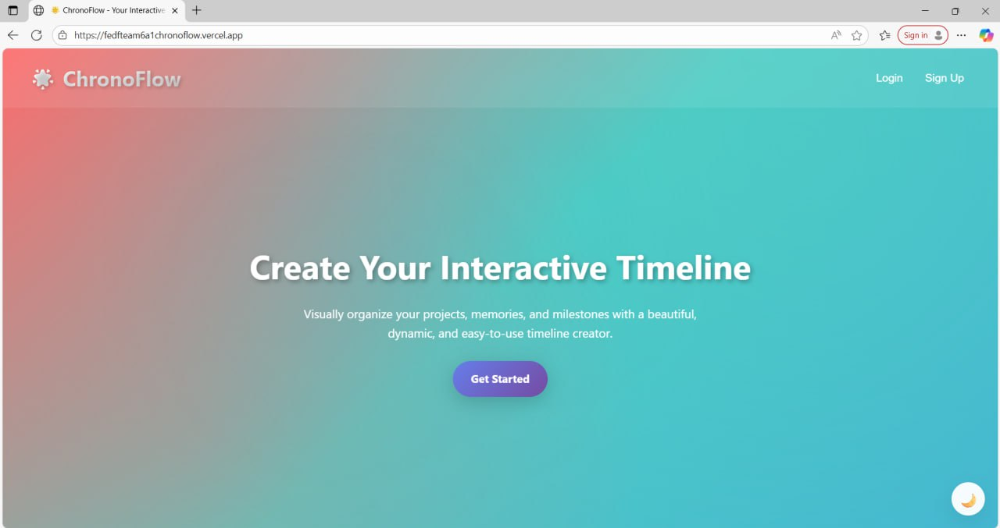 ChronoFlow - Your Interactive
https://fedfteam6a1chronoflow.vercel.app
Sign in
ChronoFlow
Login
Sign Up
Create Your Interactive Timeline
Visually organize your projects, memories, and milestones with a beautiful,
dynamic, and easy-to-use timeline creator.
Get Started